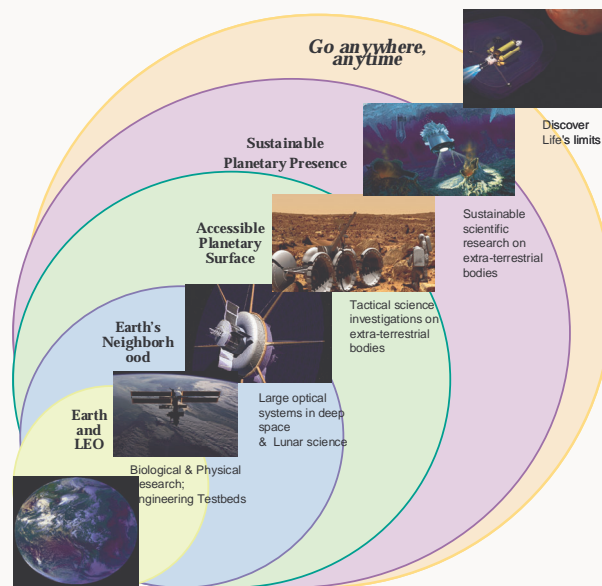 Go anywhere,
anytime
Discover
Life's limits
Sustainable
Planetary Presence
Sustainable
scientific
research on
extra-terrestrial
bodies
Accessible
Planetary
Surface
Tactical science
investigations on
extra-terrestrial
bodies
Earth's
Neighborh
ood
Large optical
systems in deep
space
& Lunar science
Earth
and
LEO
Biological & Physical
Research;
Engineering Testbeds